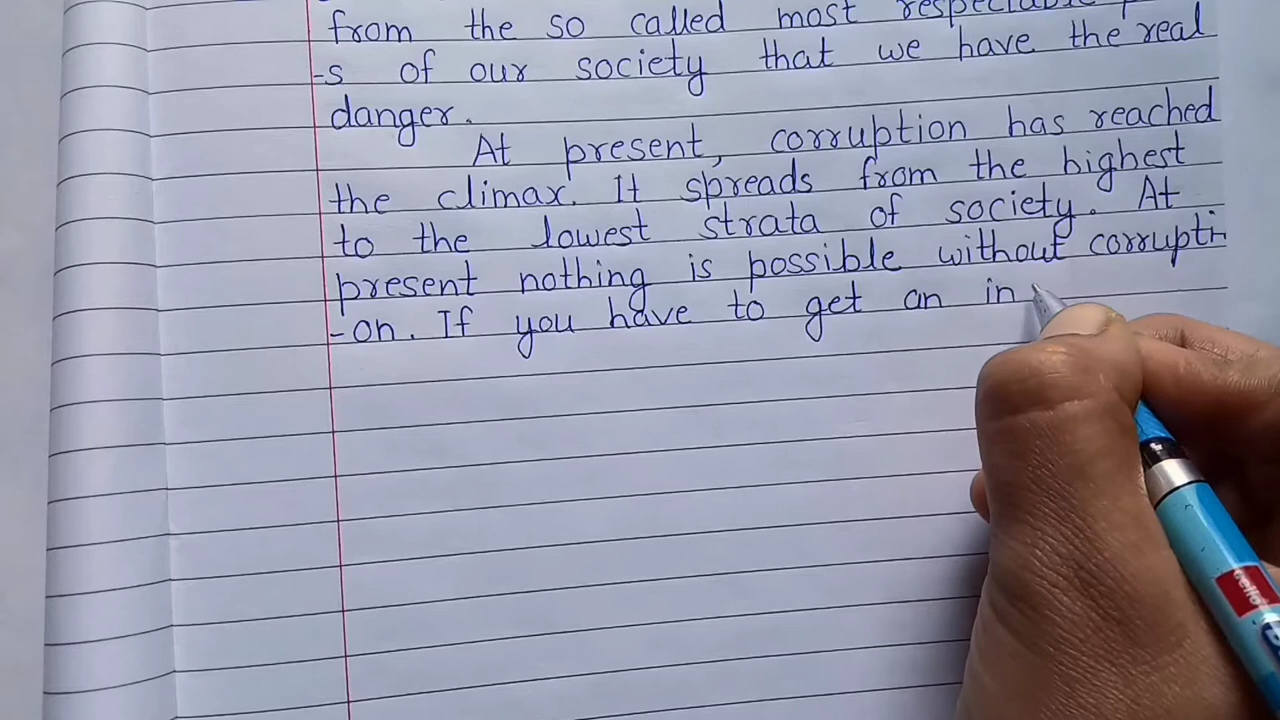 from the so called most respectable
-s of our society that we have the real
danger.
At present, corruption has reached
the climax. It spreads from the highest
to the lowest strata of society. At
present nothing is possible without corrupti
-on. If you have to get an in
cello